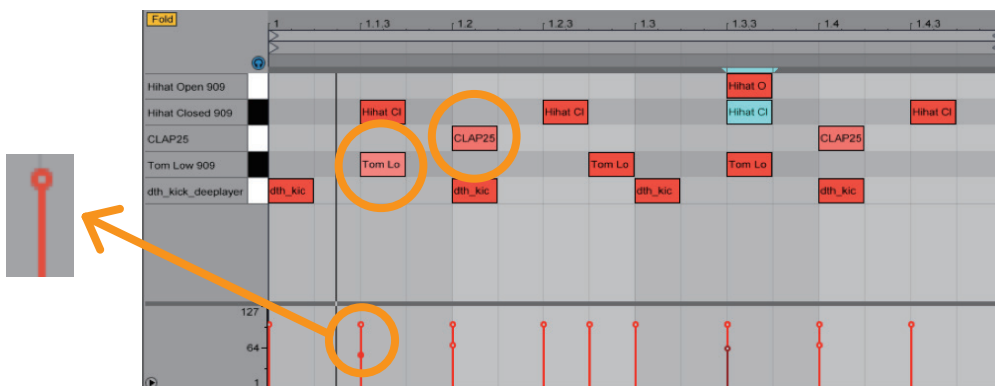 Fold
1 1.1.3 1.2 1.2.3 1.3 1.3.3 1.4 1.4.3
Hihat Open 909 Hihat O
Hihat Closed 909 Hihat Cl Hihat Cl Hihat Cl Hihat Cl
CLAP25 CLAP25 CLAP25
Tom Low 909 Tom Lo Tom Lo Tom Lo
dth_kick_deeplayer dth_kic dth_kic dth_kic dth_kic
127
64
1